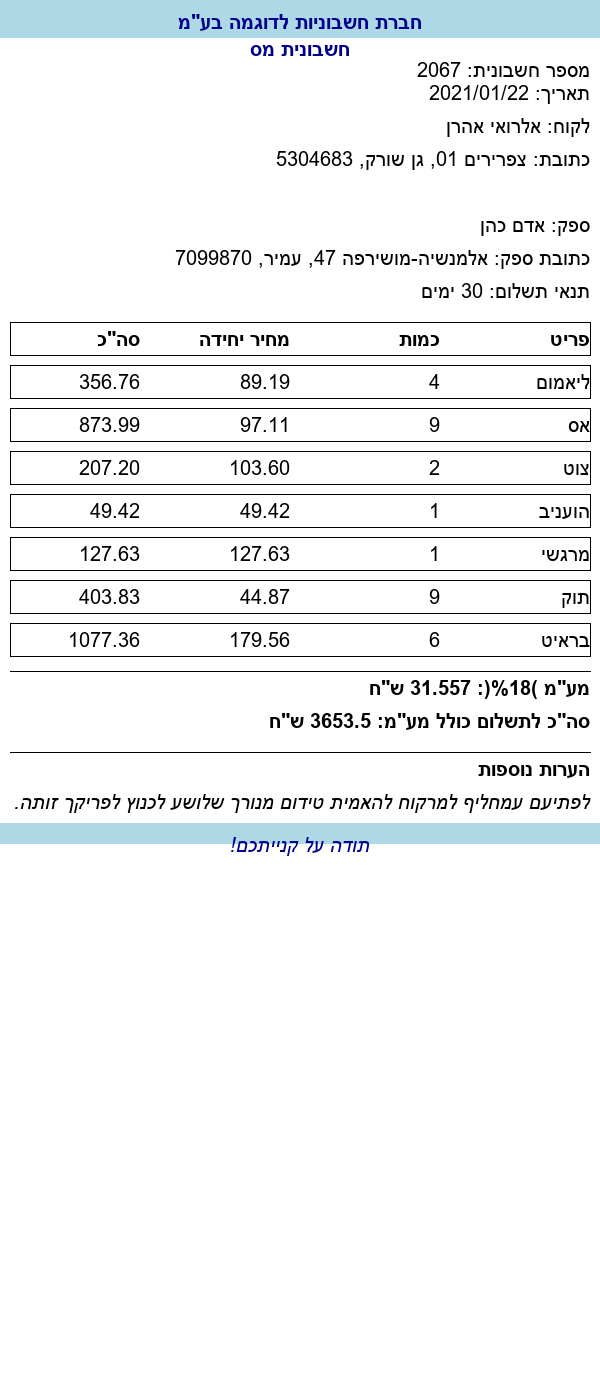 חברת חשבוניות לדוגמה בע"מ
חשבונית מס
מספר חשבונית: 2067
תאריך: 2021/01/22
לקוח: אלרואי אהרן
כתובת: צפרירים 01, גן שורק, 5304683
ספק: אדם כהן
כתובת ספק: אלמנשיה-מושירפה 47, עמיר, 7099870
תנאי תשלום: 30 ימים
פריט כמות מחיר יחידה סה"כ
ליאמום 4 89.19 356.76
אס 9 97.11 873.99
צוט 2 103.60 207.20
הועניב 1 49.42 49.42
מרגשי 1 127.63 127.63
תוק 9 44.87 403.83
בראיט 6 179.56 1077.36
מע"מ )18%(: 31.557 ש"ח
סה"כ לתשלום כולל מע"מ: 3653.5 ש"ח
הערות נוספות
לפתיעם עמחליף למרקוח להאמית טידום מנורך שלושע לכנוץ לפריקך זותה.
תודה על קנייתכם!